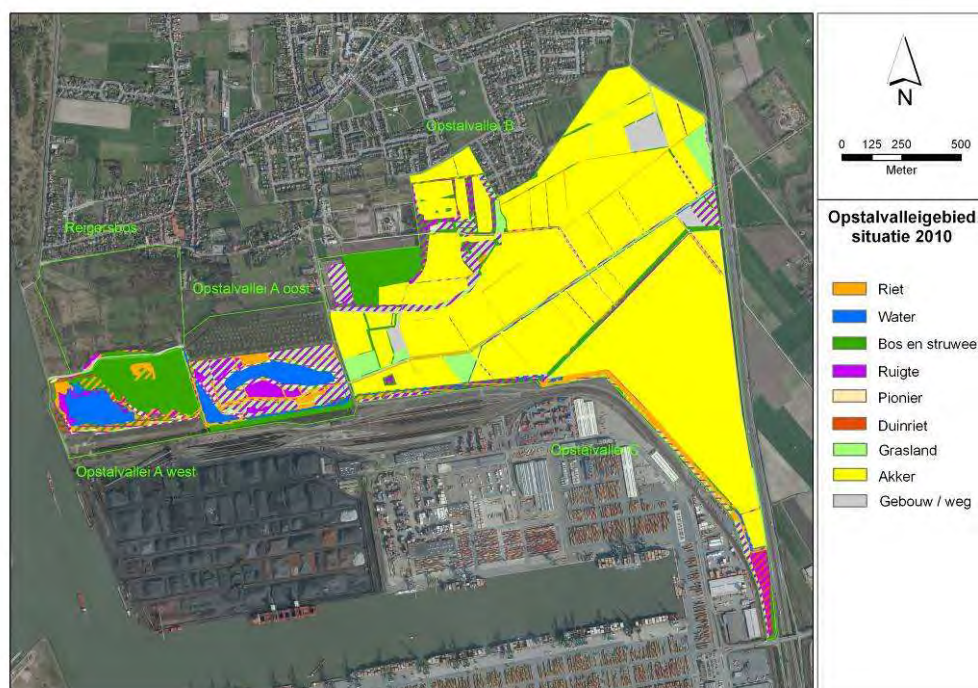 Opstalvallei B
Reigersbos
Opstalvallei A oost
Opstalvallei A west
Opstalvallei
N
0 125 250 500
Meter
Opstalvalleigebied
situatie 2010
Riet
Water
Bos en struwee
Ruigte
Pionier
Duinriet
Grasland
Akker
Gebouw / weg